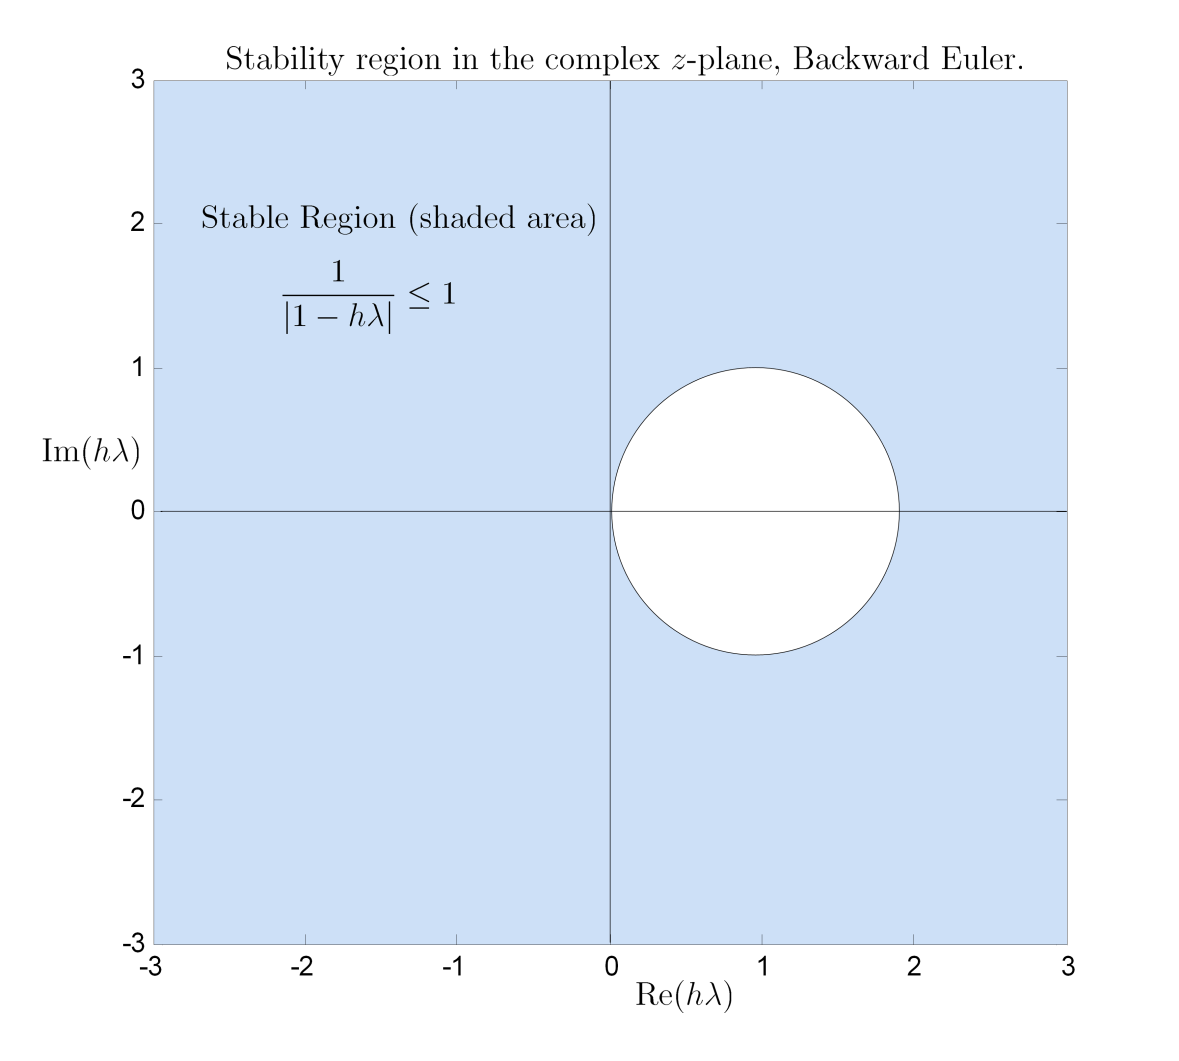 Stability region in the complex z-plane, Backward Euler.
3
Stable Region (shaded area)
2
1
|1 − hλ|
≤ 1
1
Im(hλ)
0
-1
-2
-3
-3 -2 -1 0 1 2 3
Re(hλ)